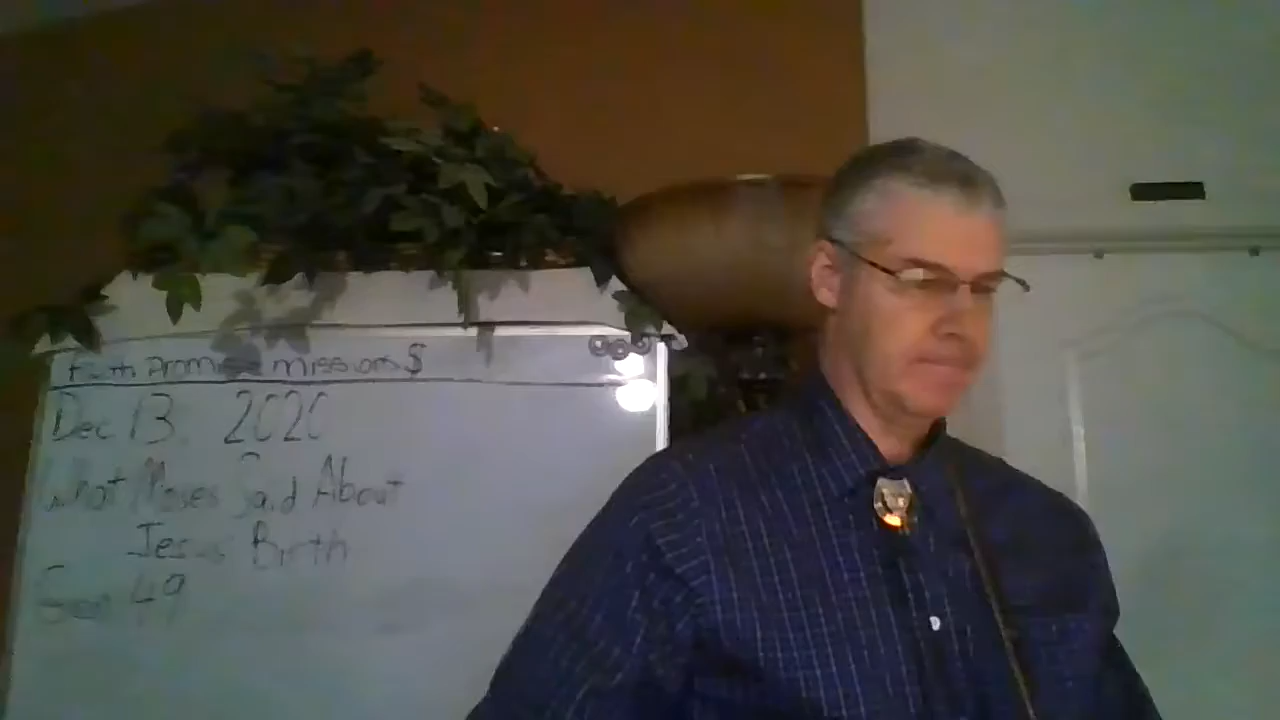 Faith Promise missions $
Dec 13 2020
What Moses Said About
Jesus Birth
Gen 49